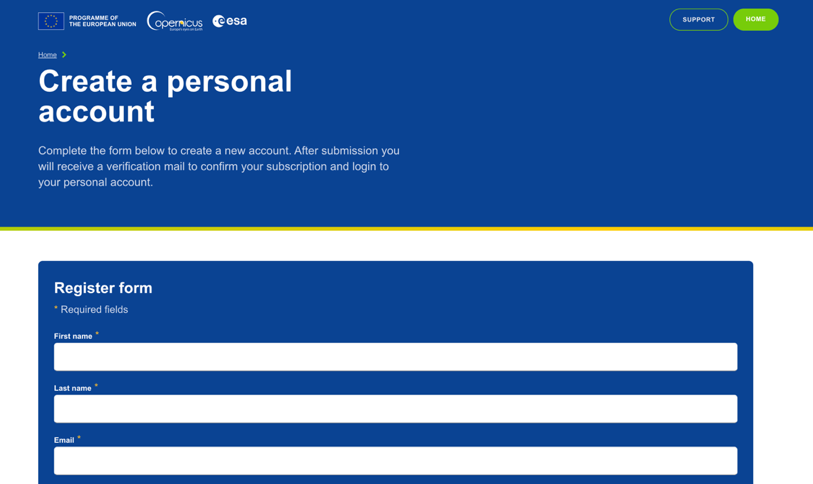 PROGRAMME OF
THE EUROPEAN UNION
opernicus
Europe's eyes on Earth
esa
SUPPORT
HOME
Home
Create a personal
account
Complete the form below to create a new account. After submission you
will receive a verification mail to confirm your subscription and login to
your personal account.
Register form
* Required fields
First name *
Last name *
Email *